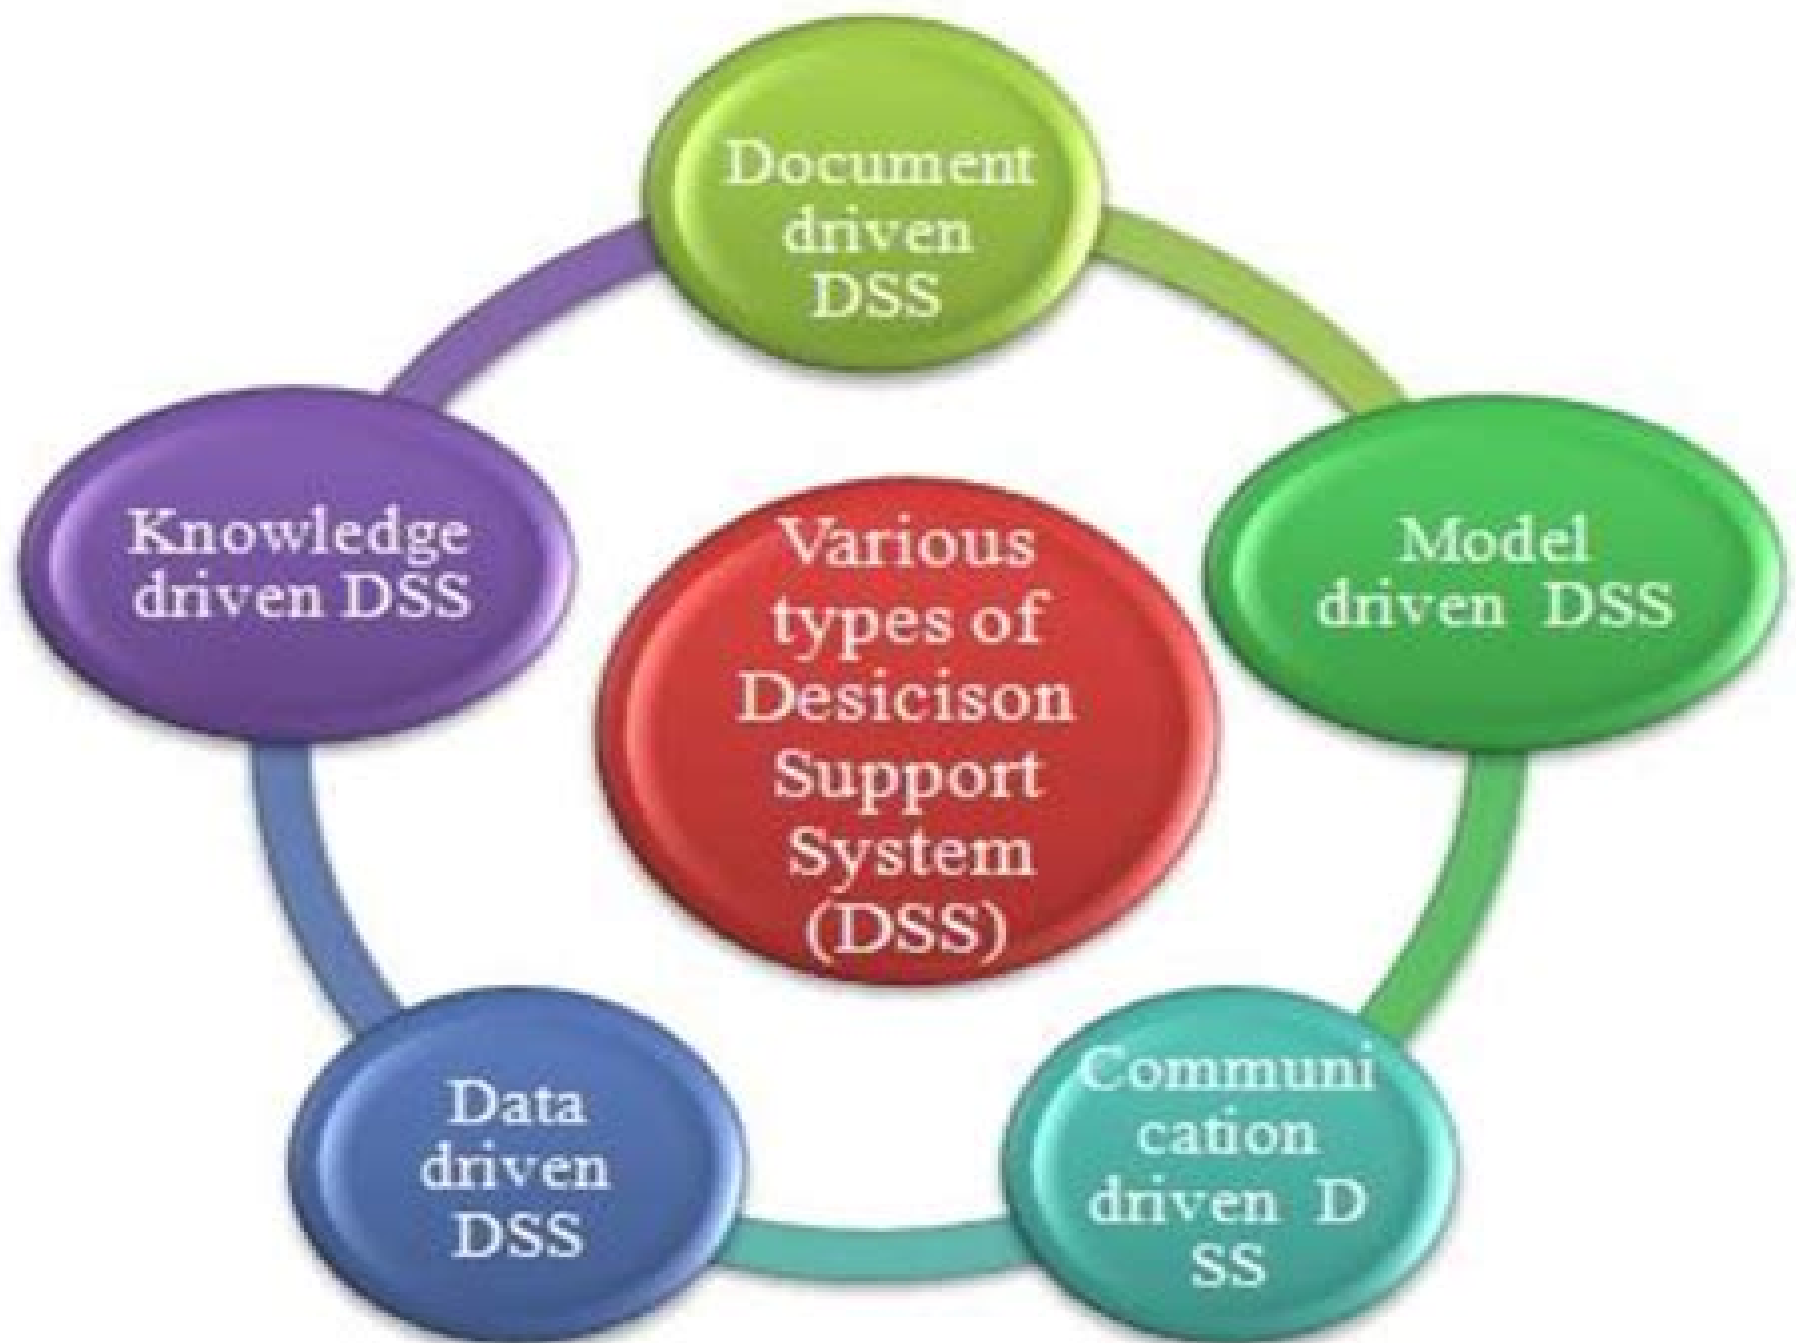 Document
driven
DSS
Knowledge
driven DSS
Various
types of
Desicison
Support
System
(DSS)
Model
driven DSS
Data
driven
DSS
Communi
cation
driven D
SS